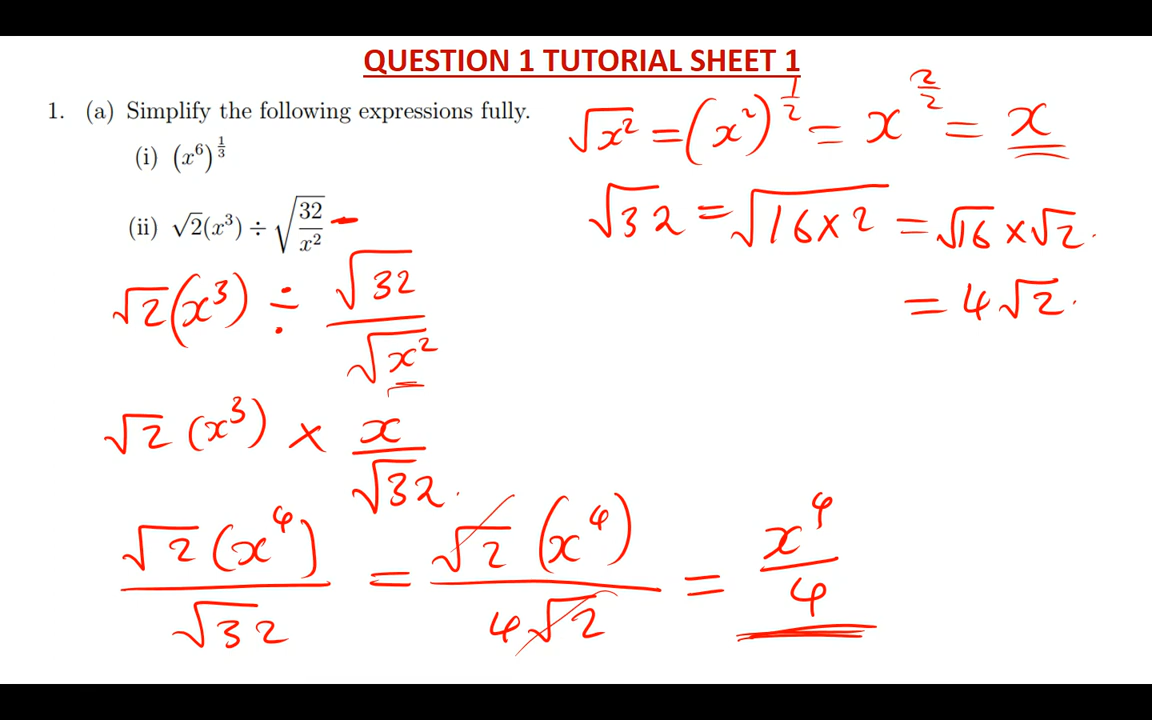 QUESTION 1 TUTORIAL SHEET 1
1. (a) Simplify the following expressions fully.
(i) (x⁶)^(1/3)
(ii) √2(x³) ÷ √(32/x²)
√x² = (x²)^(1/2) = x^(2/2) = x
√32 = √(16×2) = √16 × √2.
= 4√2.
√2(x³) ÷ √32/√x²
√2 (x³) × x/√32.
√2(x⁴)/√32 = √2(x⁴)/4√2 = x⁴/4